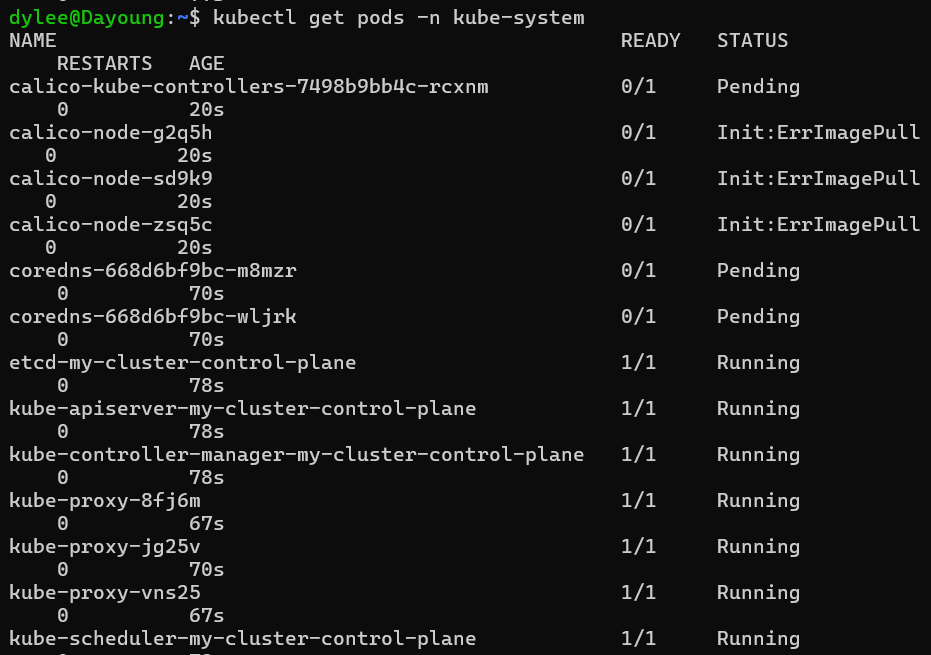 dylee@Dayoung:~$ kubectl get pods -n kube-system
NAME READY STATUS
RESTARTS AGE
calico-kube-controllers-7498b9bb4c-rcxnm 0/1 Pending
0 20s
calico-node-g2q5h 0/1 Init:ErrImagePull
0 20s
calico-node-sd9k9 0/1 Init:ErrImagePull
0 20s
calico-node-zsq5c 0/1 Init:ErrImagePull
0 20s
coredns-668d6bf9bc-m8mzr 0/1 Pending
0 70s
coredns-668d6bf9bc-wljrk 0/1 Pending
0 70s
etcd-my-cluster-control-plane 1/1 Running
0 78s
kube-apiserver-my-cluster-control-plane 1/1 Running
0 78s
kube-controller-manager-my-cluster-control-plane 1/1 Running
0 78s
kube-proxy-8fj6m 1/1 Running
0 67s
kube-proxy-jg25v 1/1 Running
0 70s
kube-proxy-vns25 1/1 Running
0 67s
kube-scheduler-my-cluster-control-plane 1/1 Running